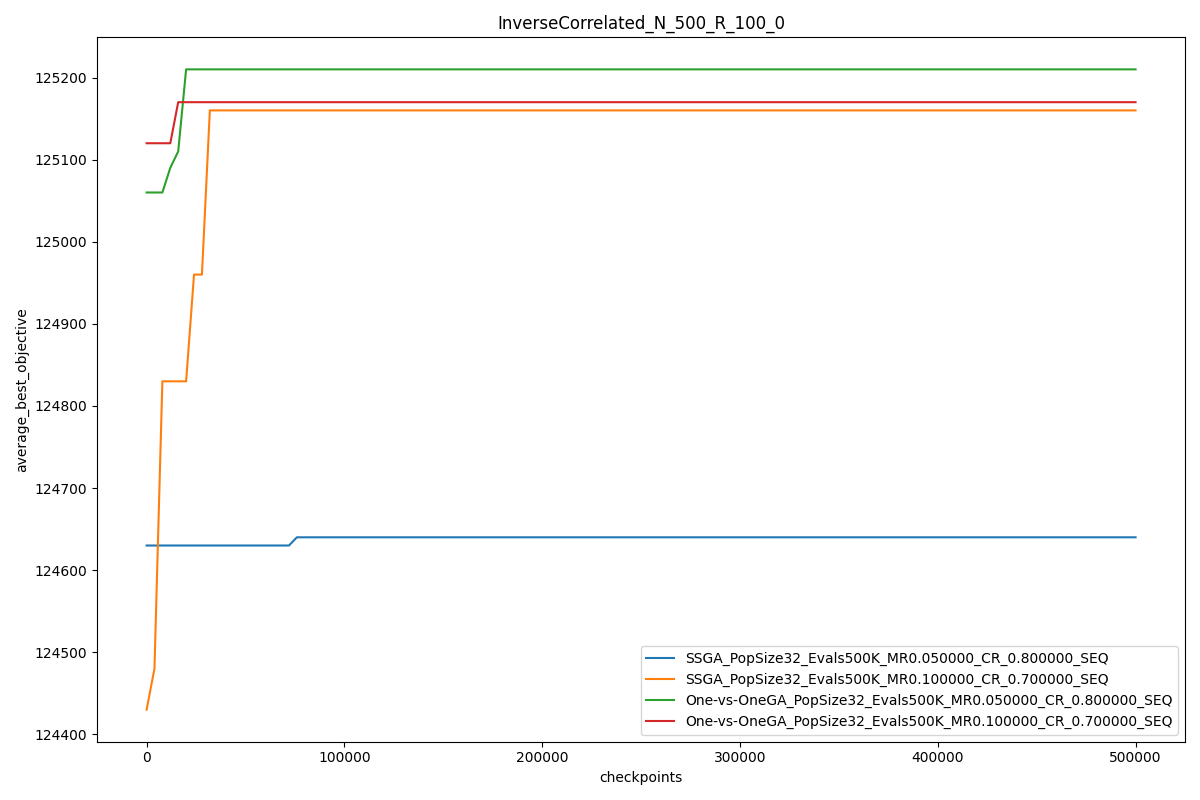 InverseCorrelated_N_500_R_100_0
average_best_objective
125200
125100
125000
124900
124800
124700
124600
124500
124400
0
100000
200000
300000
400000
500000
checkpoints
SSGA_PopSize32_Evals500K_MR0.050000_CR_0.800000_SEQ
SSGA_PopSize32_Evals500K_MR0.100000_CR_0.700000_SEQ
One-vs-OneGA_PopSize32_Evals500K_MR0.050000_CR_0.800000_SEQ
One-vs-OneGA_PopSize32_Evals500K_MR0.100000_CR_0.700000_SEQ